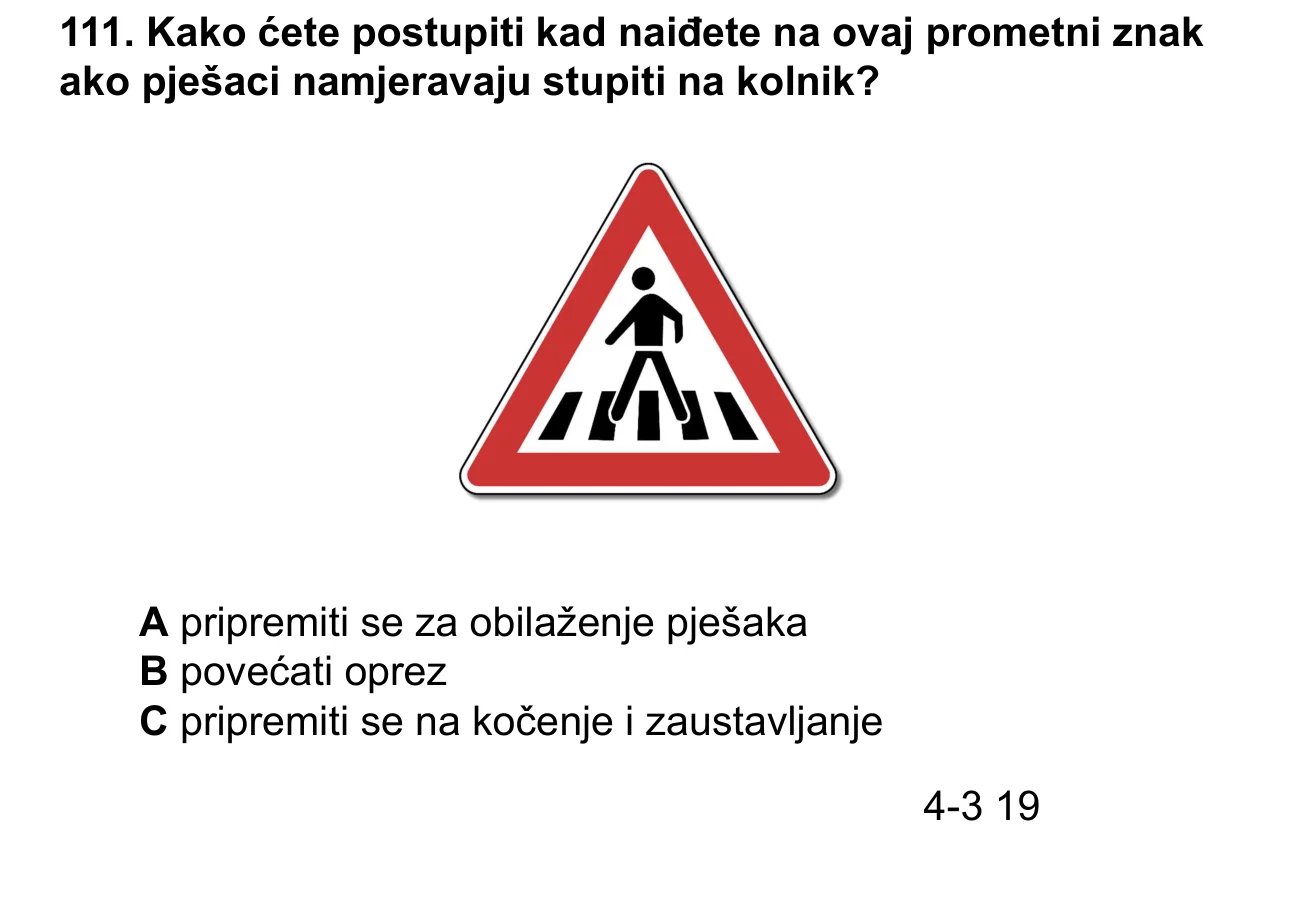 111. Kako ćete postupiti kad naiđete na ovaj prometni znak
ako pješaci namjeravaju stupiti na kolnik?
A pripremiti se za obilaženje pješaka
B povećati oprez
C pripremiti se na kočenje i zaustavljanje
4-3 19